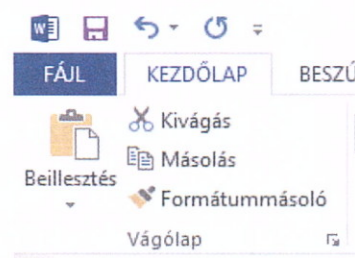 FÁJL KEZDŐLAP BESZÚ
Kivágás
Másolás
Beillesztés
Formátummásoló
Vágólap